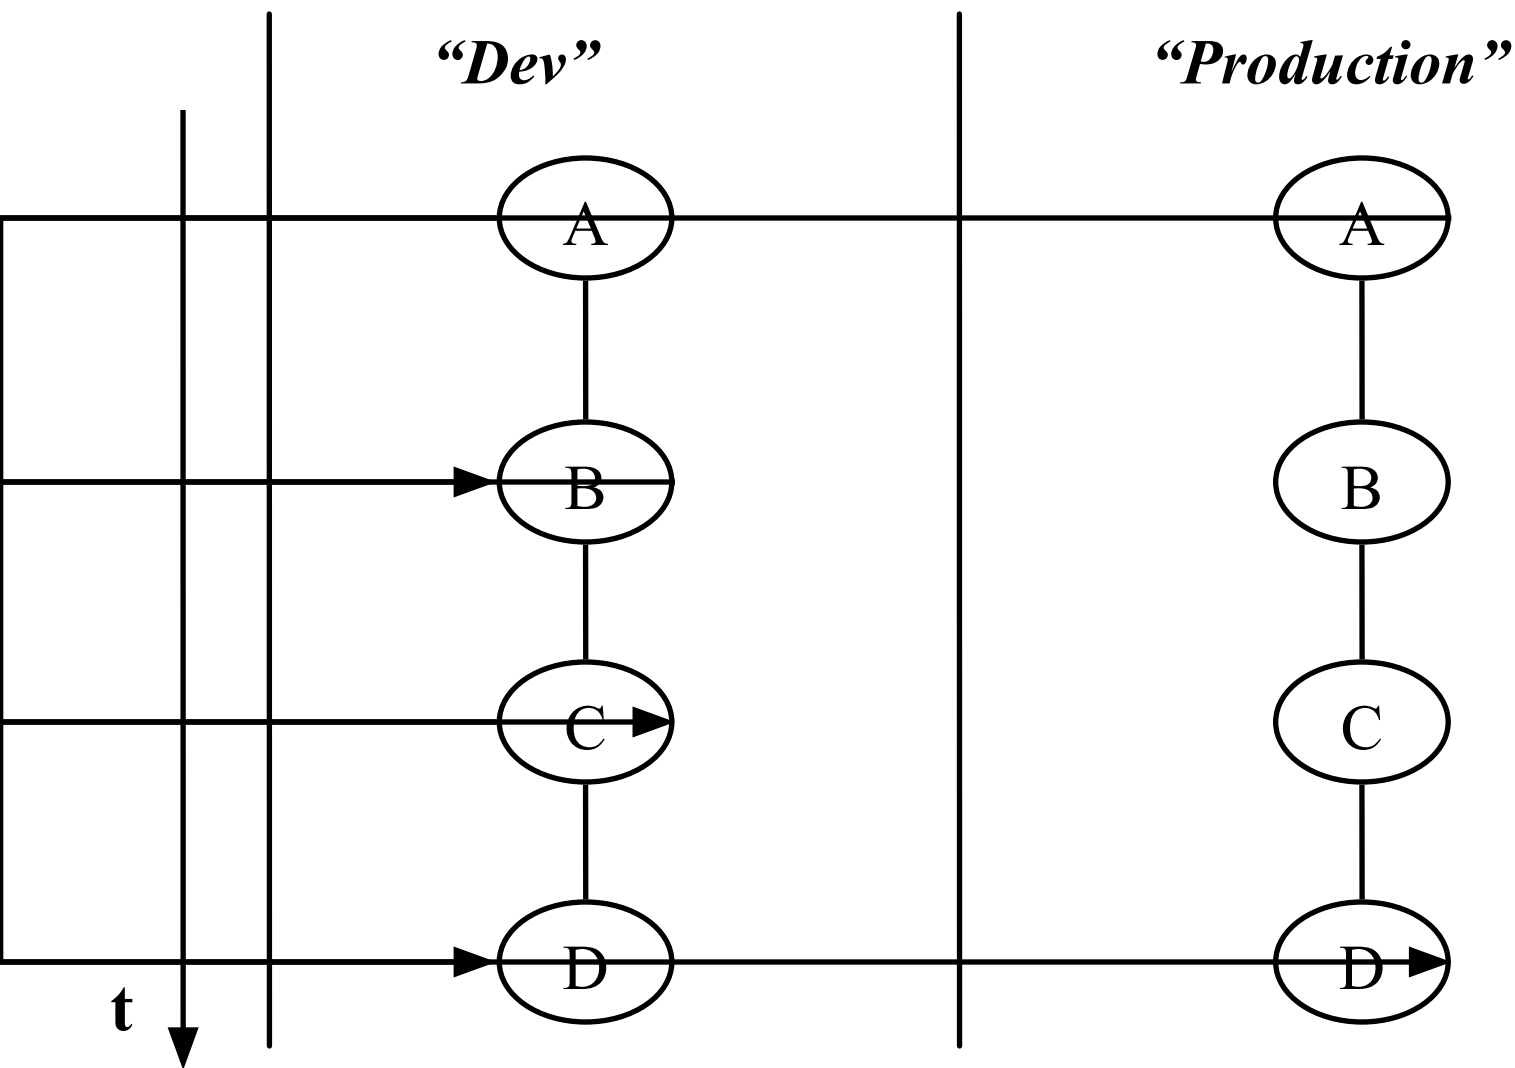 “Dev” “Production”
A A
B B
C C
D D
t